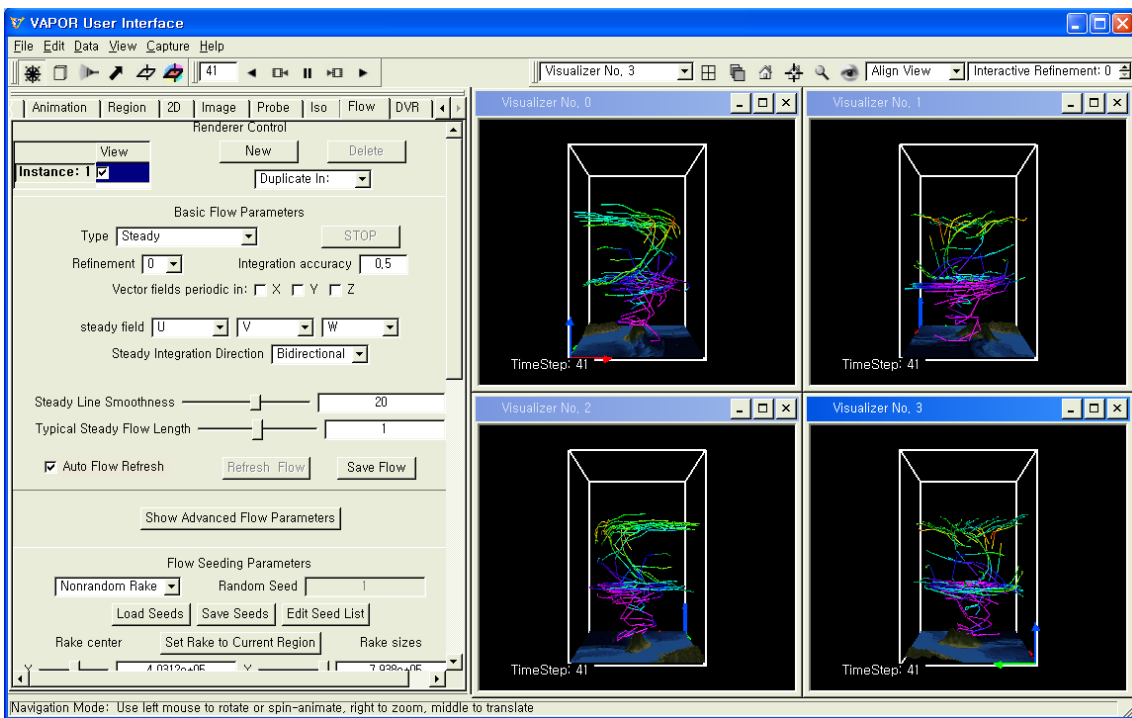 VAPOR User Interface
File Edit Data View Capture Help
41 Visualizer No. 3 Align View Interactive Refinement: 0
Animation Region 2D Image Probe Iso Flow DVR
Renderer Control
View New Delete
Instance: 1
Duplicate In:
Basic Flow Parameters
Type Steady STOP
Refinement 0 Integration accuracy 0.5
Vector fields periodic in: X Y Z
steady field U V W
Steady Integration Direction Bidirectional
Steady Line Smoothness 20
Typical Steady Flow Length 1
Auto Flow Refresh Refresh Flow Save Flow
Show Advanced Flow Parameters
Flow Seeding Parameters
Nonrandom Rake Random Seed 1
Load Seeds Save Seeds Edit Seed List
Rake center Set Rake to Current Region Rake sizes
4.0312e+05 7.938e+05
Visualizer No. 0
TimeStep: 41
Visualizer No. 1
TimeStep: 41
Visualizer No. 2
TimeStep: 41
Visualizer No. 3
TimeStep: 41
Navigation Mode: Use left mouse to rotate or spin-animate, right to zoom, middle to translate